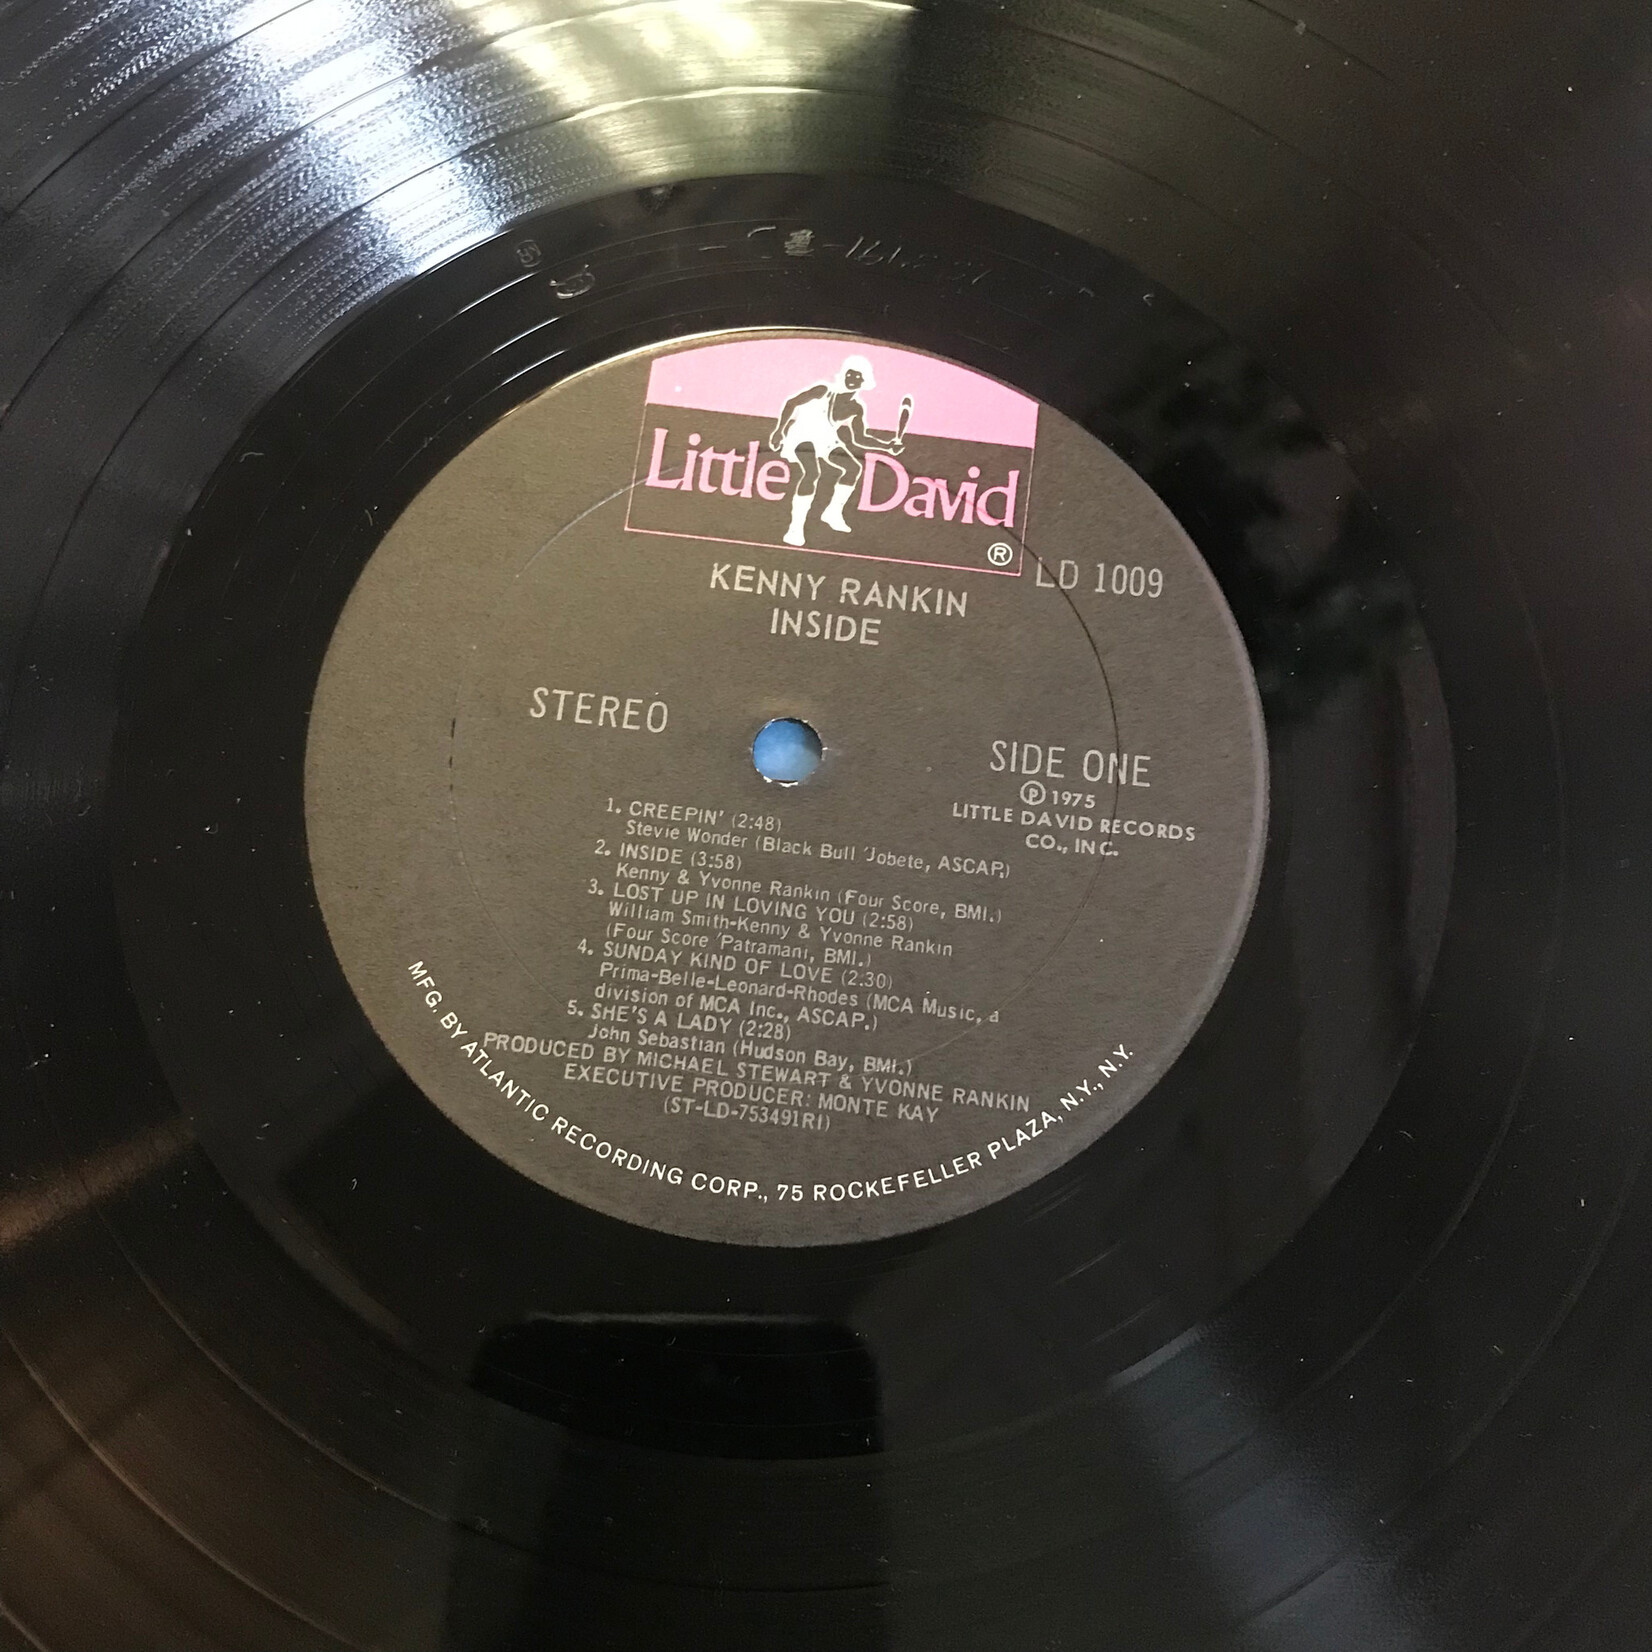 Little David
®
LD 1009
KENNY RANKIN
INSIDE
STEREO
SIDE ONE
Ⓟ 1975
LITTLE DAVID RECORDS
CO., INC.
1. CREEPIN' (2:48)
Stevie Wonder (Black Bull 'Jobete, ASCAP.)
2. INSIDE (3:58)
Kenny & Yvonne Rankin (Four Score, BMI.)
3. LOST UP IN LOVING YOU (2:58)
William Smith-Kenny & Yvonne Rankin
(Four Score 'Patramani, BMI.)
4. SUNDAY KIND OF LOVE (2:30)
Prima-Belle-Leonard-Rhodes (MCA Music, a
division of MCA Inc., ASCAP.)
5. SHE'S A LADY (2:28)
John Sebastian (Hudson Bay, BMI.)
PRODUCED BY MICHAEL STEWART & YVONNE RANKIN
EXECUTIVE PRODUCER: MONTE KAY
(ST-LD-753491RI)
MFG. BY ATLANTIC RECORDING CORP., 75 ROCKEFELLER PLAZA, N.Y., N.Y.